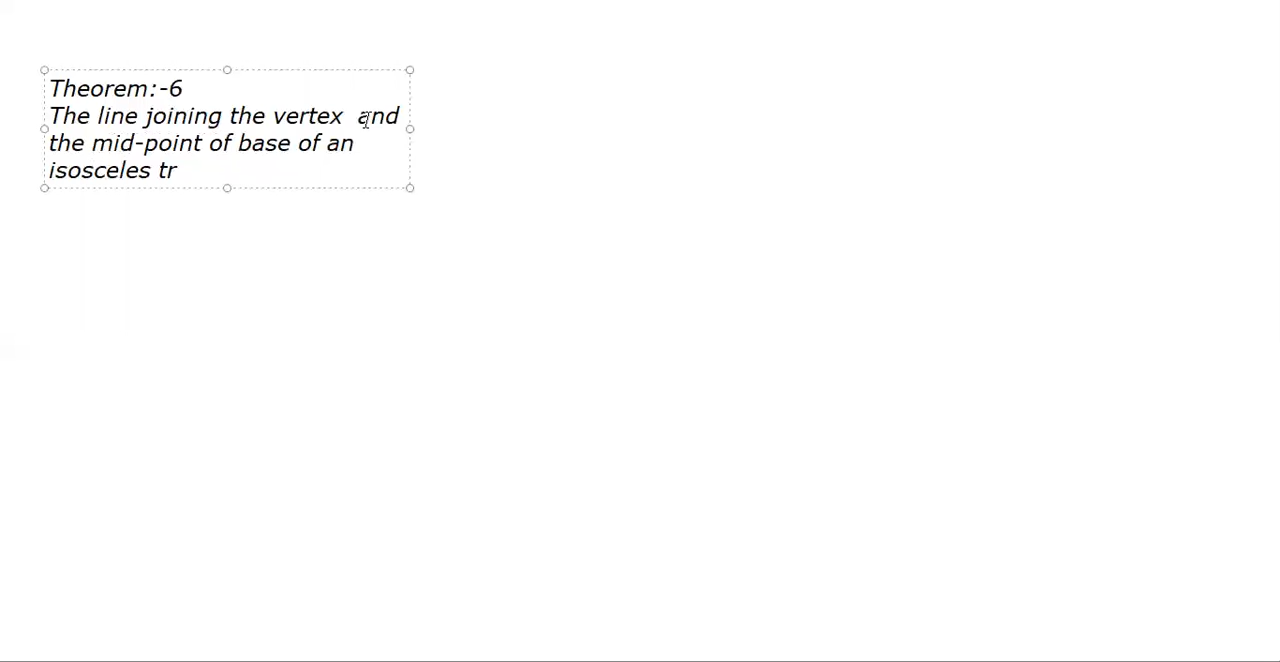 Theorem:-6
The line joining the vertex  and
the mid-point of base of an
isosceles tr